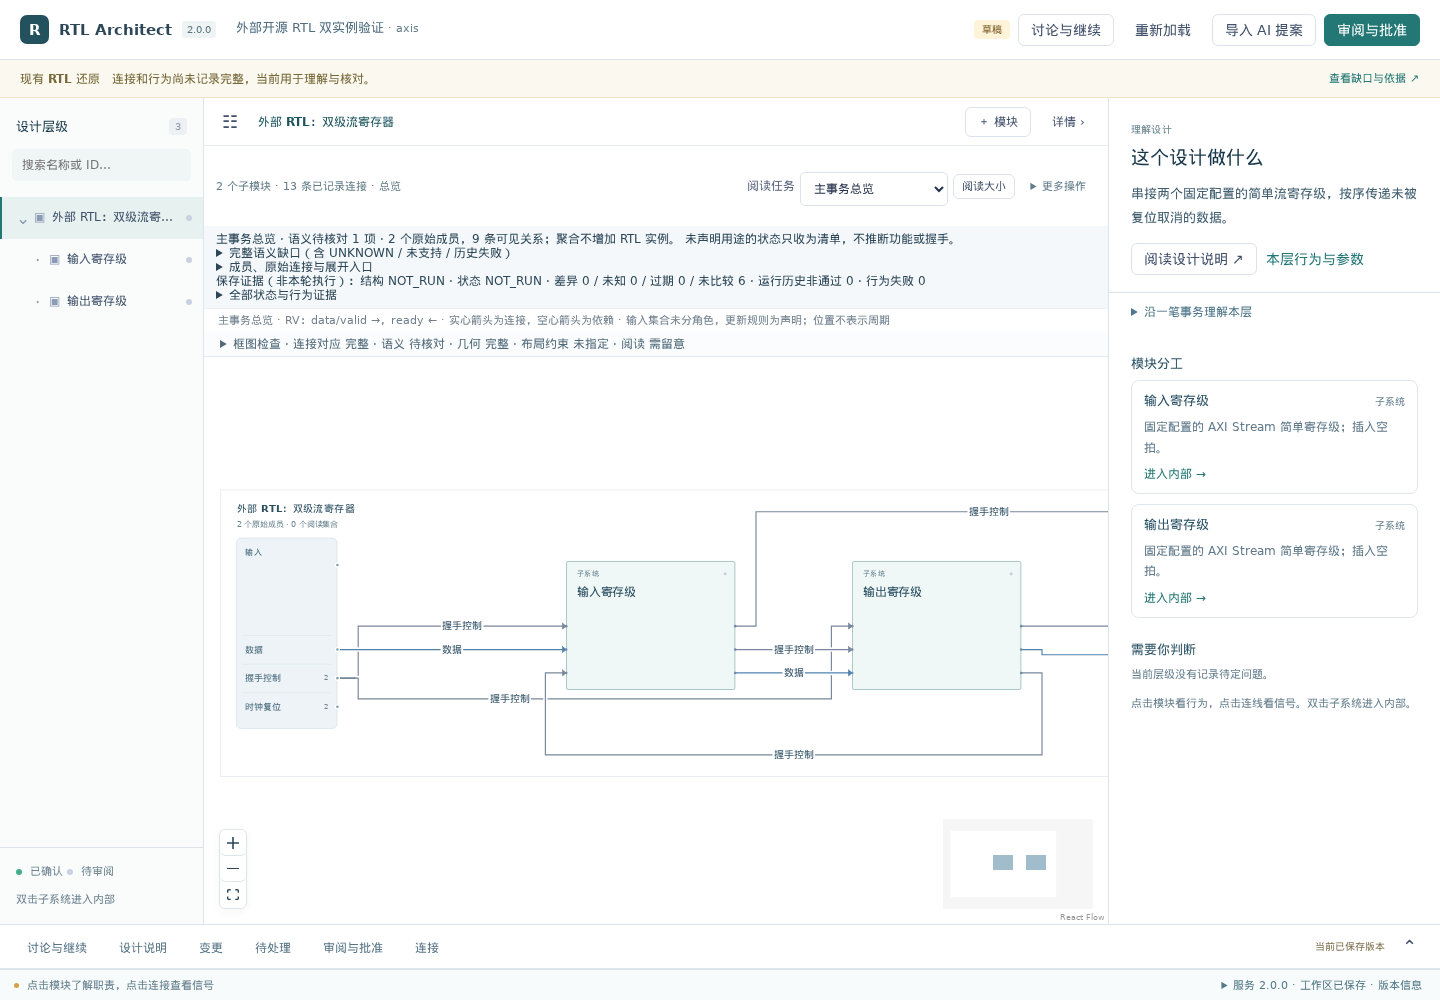 R RTL Architect 2.0.0 外部开源 RTL 双实例验证 · axis 草稿 讨论与继续 重新加载 导入 AI 提案 审阅与批准
现有 RTL 还原 连接和行为尚未记录完整，当前用于理解与核对。 查看缺口与依据 ↗
设计层级 3
搜索名称或 ID...
外部 RTL：双级流寄...
输入寄存级
输出寄存级
已确认 待审阅
双击子系统进入内部
外部 RTL：双级流寄存器 + 模块 详情 ›
2 个子模块 · 13 条已记录连接 · 总览 阅读任务 主事务总览 阅读大小 ▶ 更多操作
主事务总览 · 语义待核对 1 项 · 2 个原始成员，9 条可见关系；聚合不增加 RTL 实例。 未声明用途的状态只收为清单，不推断功能或握手。
▶ 完整语义缺口（含 UNKNOWN / 未支持 / 历史失败）
▶ 成员、原始连接与展开入口
保存证据（非本轮执行）：结构 NOT_RUN · 状态 NOT_RUN · 差异 0 / 未知 0 / 过期 0 / 未比较 6 · 运行历史非通过 0 · 行为失败 0
▶ 全部状态与行为证据
主事务总览 · RV: data/valid →，ready ← · 实心箭头为连接，空心箭头为依赖 · 输入集合未分角色，更新规则为声明；位置不表示周期
▶ 框图检查 · 连接对应 完整 · 语义 待核对 · 几何 完整 · 布局约束 未指定 · 阅读 需留意
外部 RTL：双级流寄存器
2 个原始成员 · 0 个阅读集合
输入
数据
握手控制 2
时钟复位 2
握手控制
数据
握手控制
子系统
输入寄存级
握手控制
握手控制
数据
握手控制
子系统
输出寄存级
React Flow
理解设计
这个设计做什么
串接两个固定配置的简单流寄存级，按序传递未被
复位取消的数据。
阅读设计说明 ↗ 本层行为与参数
▶ 沿一笔事务理解本层
模块分工
输入寄存级 子系统
固定配置的 AXI Stream 简单寄存级；插入空
拍。
进入内部 →
输出寄存级 子系统
固定配置的 AXI Stream 简单寄存级；插入空
拍。
进入内部 →
需要你判断
当前层级没有记录待定问题。
点击模块看行为，点击连线看信号。双击子系统进入内部。
讨论与继续 设计说明 变更 待处理 审阅与批准 连接 当前已保存版本
点击模块了解职责，点击连接查看信号 ▶ 服务 2.0.0 · 工作区已保存 · 版本信息